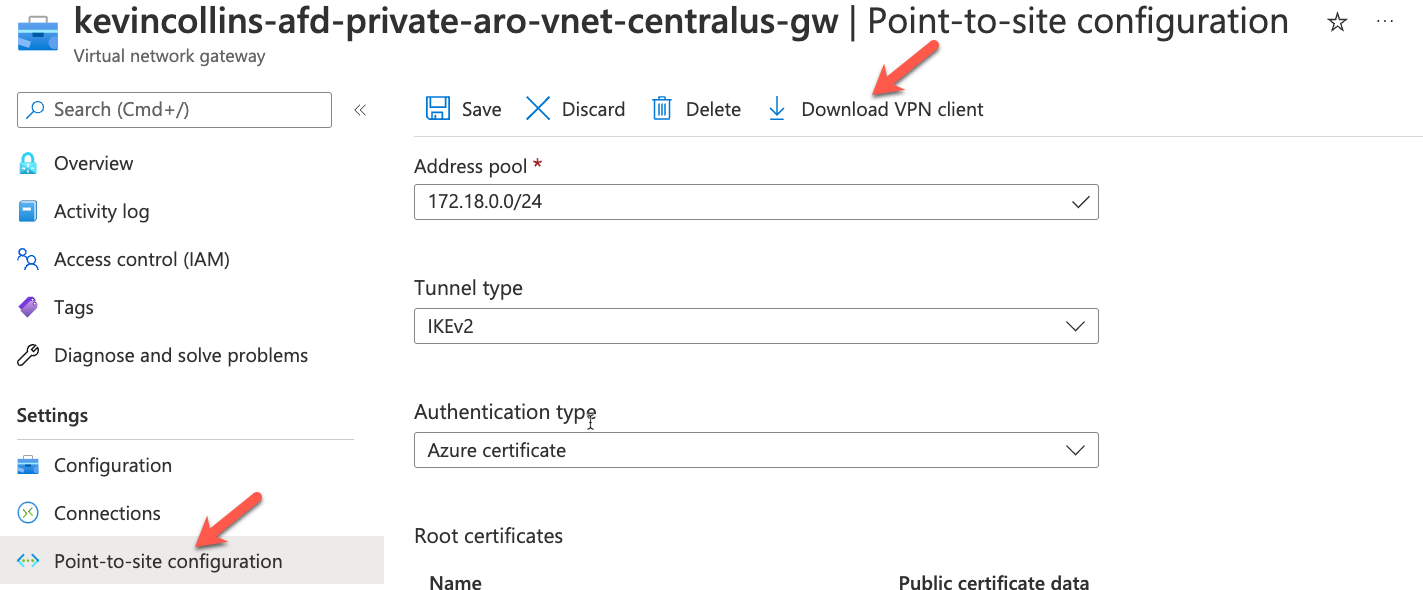 kevincollins-afd-private-aro-vnet-centralus-gw | Point-to-site configuration
Virtual network gateway
Search (Cmd+/)
Save
Discard
Delete
Download VPN client
Overview
Activity log
Access control (IAM)
Tags
Diagnose and solve problems
Settings
Configuration
Connections
Point-to-site configuration
Address pool *
172.18.0.0/24
Tunnel type
IKEv2
Authentication type
Azure certificate
Root certificates
Name
Public certificate data